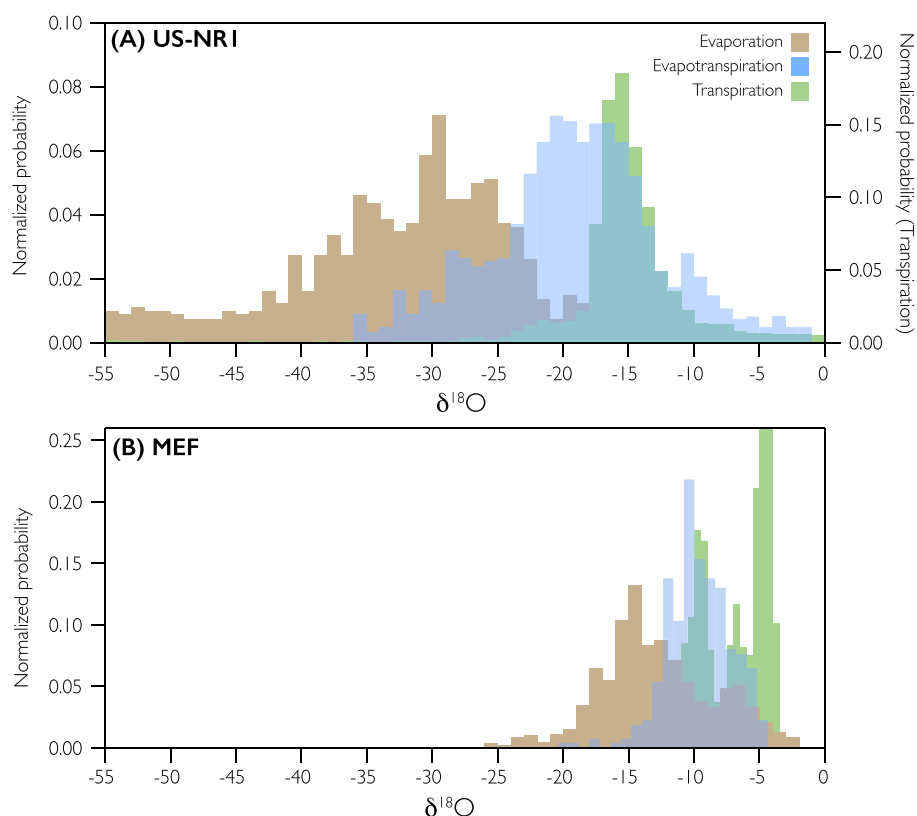 (A) US-NR1
Evaporation
Evapotranspiration
Transpiration
Normalized probability
0.10
0.08
0.06
0.04
0.02
0.00
Normalized probability (Transpiration)
0.20
0.15
0.10
0.05
0.00
-55 -50 -45 -40 -35 -30 -25 -20 -15 -10 -5 0
δ¹⁸O
(B) MEF
Normalized probability
0.25
0.20
0.15
0.10
0.05
0.00
-55 -50 -45 -40 -35 -30 -25 -20 -15 -10 -5 0
δ¹⁸O